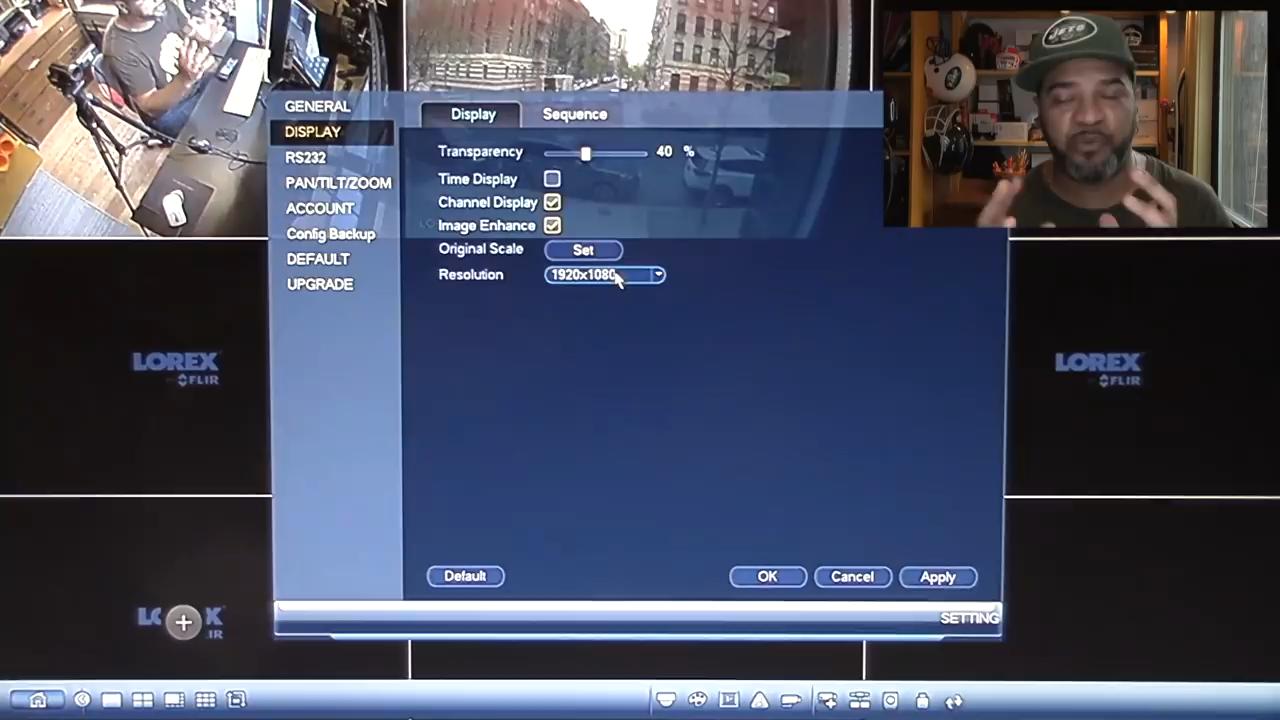 JETS
GENERAL
DISPLAY
RS232
PAN/TILT/ZOOM
ACCOUNT
Config Backup
DEFAULT
UPGRADE
Display
Sequence
Transparency
40 %
Time Display
Channel Display
Image Enhance
Original Scale
Set
Resolution
1920x1080
Default
OK
Cancel
Apply
SETTING
LOREX
FLIR
LOREX
FLIR